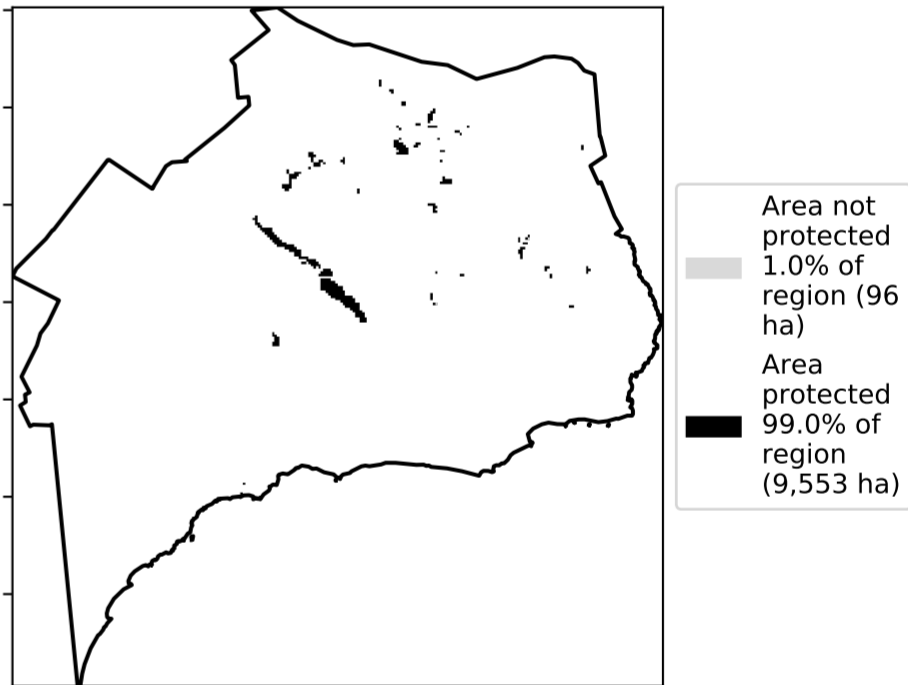 Area not
protected
1.0% of
region (96
ha)
Area
protected
99.0% of
region
(9,553 ha)